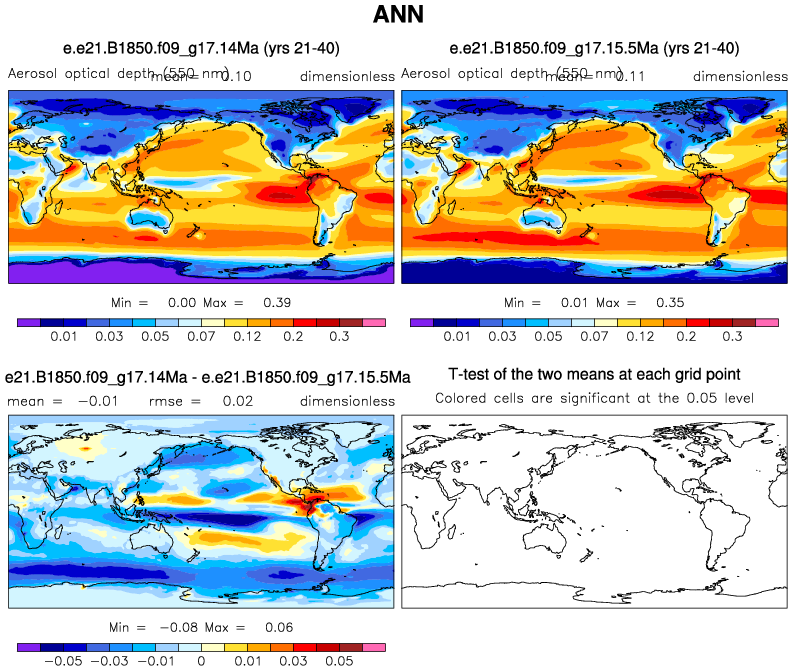 ANN
e.e21.B1850.f09_g17.14Ma (yrs 21-40)
Aerosol optical depth (550 nm) mean= 0.10 dimensionless
Min = 0.00 Max = 0.39
0.01 0.03 0.05 0.07 0.12 0.2 0.3
e.e21.B1850.f09_g17.15.5Ma (yrs 21-40)
Aerosol optical depth (550 nm) mean= 0.11 dimensionless
Min = 0.01 Max = 0.35
0.01 0.03 0.05 0.07 0.12 0.2 0.3
e21.B1850.f09_g17.14Ma - e.e21.B1850.f09_g17.15.5Ma
mean = -0.01 rmse = 0.02 dimensionless
Min = -0.08 Max = 0.06
-0.05 -0.03 -0.01 0 0.01 0.03 0.05
T-test of the two means at each grid point
Colored cells are significant at the 0.05 level